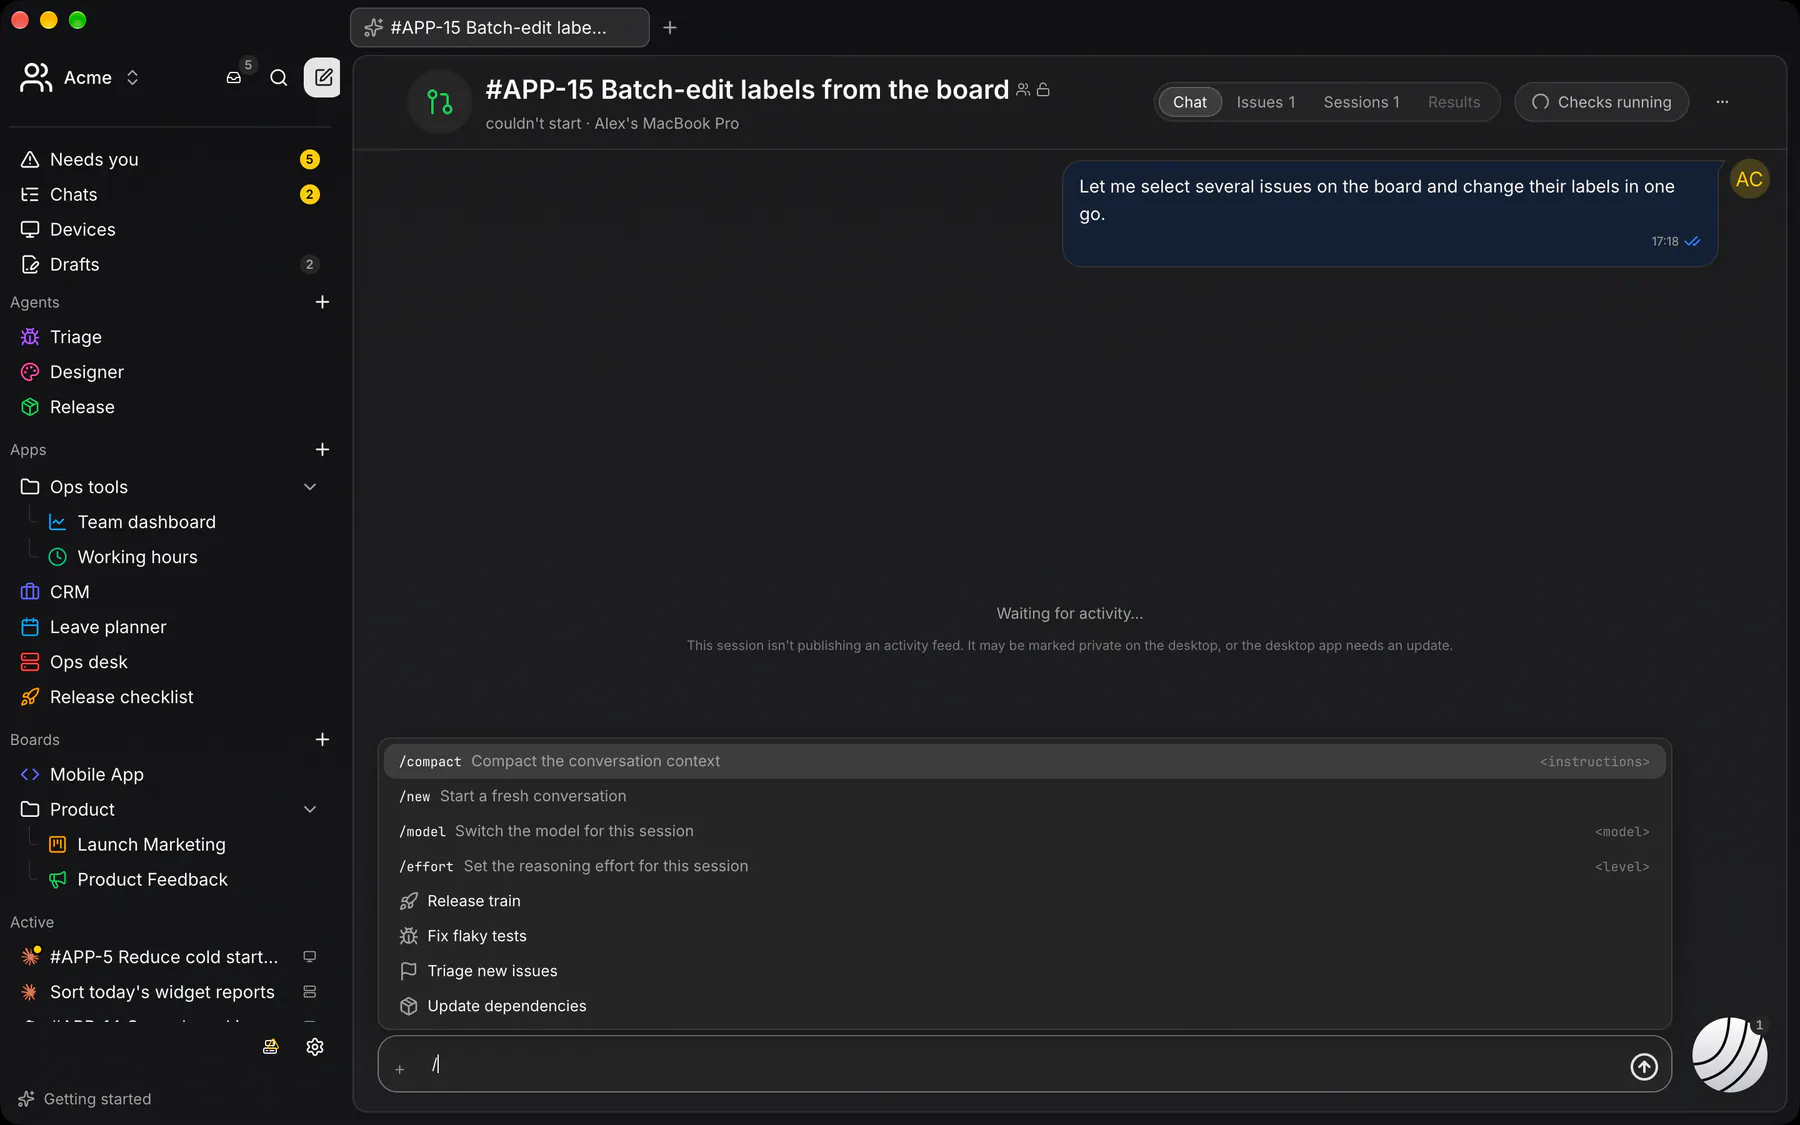 #APP-15 Batch-edit labe...
Acme
5
Needs you
5
Chats
2
Devices
Drafts
2
Agents
Triage
Designer
Release
Apps
Ops tools
Team dashboard
Working hours
CRM
Leave planner
Ops desk
Release checklist
Boards
Mobile App
Product
Launch Marketing
Product Feedback
Active
#APP-5 Reduce cold start...
Sort today's widget reports
Getting started
#APP-15 Batch-edit labels from the board
couldn't start · Alex's MacBook Pro
Chat
Issues 1
Sessions 1
Results
Checks running
Let me select several issues on the board and change their labels in one
go.
17:18
AC
Waiting for activity...
This session isn't publishing an activity feed. It may be marked private on the desktop, or the desktop app needs an update.
/compact Compact the conversation context <instructions>
/new Start a fresh conversation
/model Switch the model for this session <model>
/effort Set the reasoning effort for this session <level>
Release train
Fix flaky tests
Triage new issues
Update dependencies
/
1